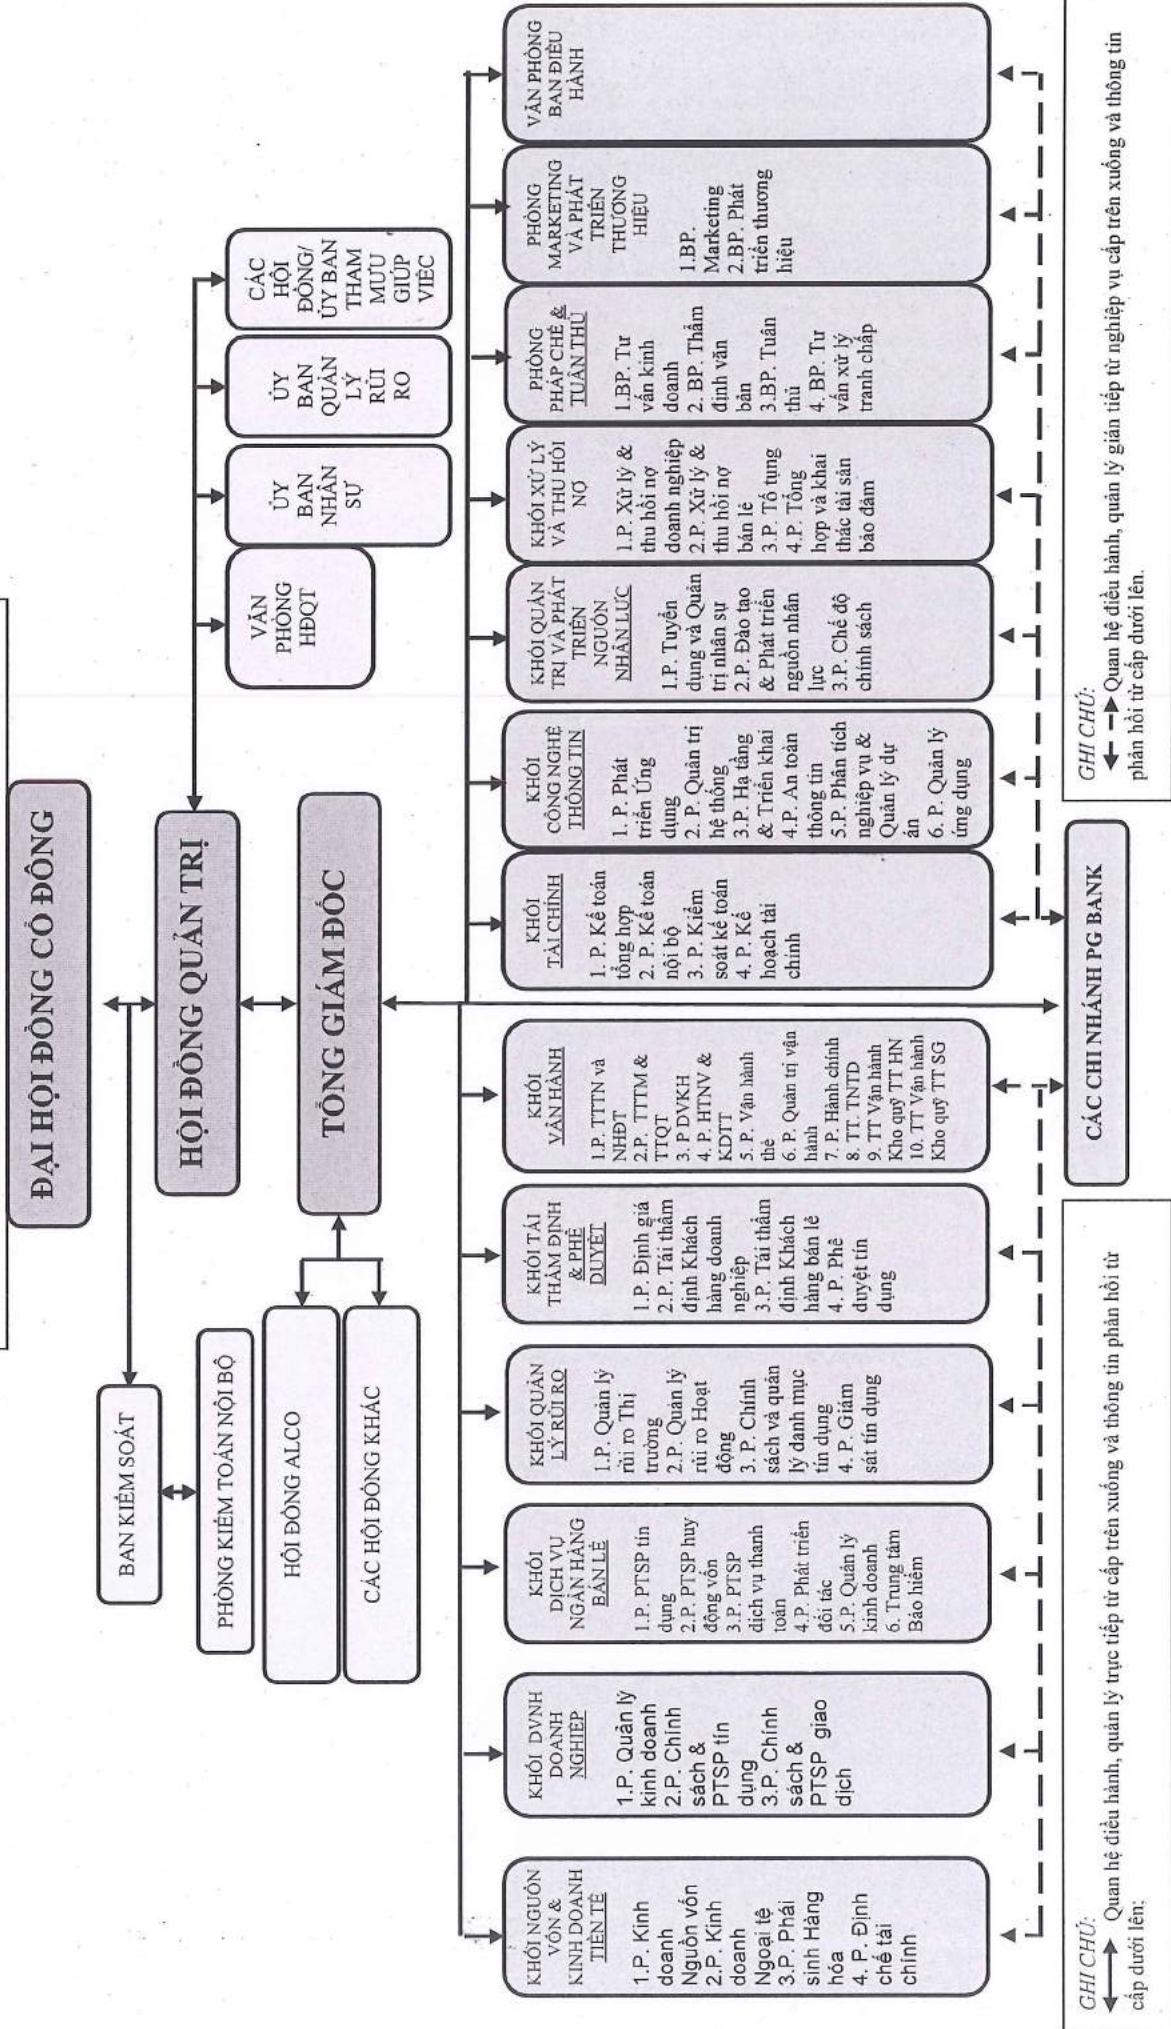 ĐẠI HỘI ĐỒNG CỔ ĐÔNG
HỘI ĐỒNG QUẢN TRỊ
TỔNG GIÁM ĐỐC
BAN KIỂM SOÁT
PHÒNG KIỂM TOÁN NỘI BỘ
HỘI ĐỒNG ALCO
CÁC HỘI ĐỒNG KHÁC
VĂN
PHÒNG
HĐQT
ỦY
BAN
NHÂN
SỰ
ỦY
BAN
QUẢN
LÝ
RỦI
RO
CÁC
HỘI
ĐỒNG/
ỦY BAN
THAM
MƯU
GIÚP
VIỆC
KHỐI NGUỒN
VỐN &
KINH DOANH
TIỀN TỆ
1.P. Kinh
doanh
Nguồn vốn
2.P. Kinh
doanh
Ngoại tệ
3.P. Phái
sinh Hàng
hóa
4. P. Định
chế tài
chính
KHỐI DVNH
DOANH
NGHIỆP
1.P. Quản lý
kinh doanh
2.P. Chính
sách &
PTSP tín
dụng
3.P. Chính
sách &
PTSP giao
dịch
KHỐI
DỊCH VỤ
NGÂN HÀNG
BÁN LẺ
1.P. PTSP tín
dụng
2.P. PTSP huy
động vốn
3.P. PTSP
dịch vụ thanh
toán
4.P. Phát triển
đối tác
5.P. Quản lý
kinh doanh
6. Trung tâm
Bảo hiểm
KHỐI QUẢN
LÝ RỦI RO
1.P. Quản lý
rủi ro Thị
trường
2.P. Quản lý
rủi ro Hoạt
động
3. P. Chính
sách và quản
lý danh mục
tín dụng
4. P. Giám
sát tín dụng
KHỐI TÁI
THẨM ĐỊNH
& PHÊ
DUYỆT
1.P. Định giá
2.P. Tái thẩm
định Khách
hàng doanh
nghiệp
3.P. Tái thẩm
định Khách
hàng bán lẻ
4. P. Phê
duyệt tín
dụng
KHỐI
VẬN HÀNH
1.P. TTTN và
NHĐT
2.P. TTTM &
TTQT
3. P DVKH
4. P. HTNV &
KDTT
5. P. Vận hành
thẻ
6. P. Quản trị vận
hành
7. P. Hành chính
8. TT. TNTD
9. TT Vận hành
Kho quỹ TT HN
10. TT Vận hành
Kho quỹ TT SG
KHỐI
TÀI CHÍNH
1. P. Kế toán
tổng hợp
2. P. Kế toán
nội bộ
3. P. Kiểm
soát kế toán
4. P. Kế
hoạch tài
chính
KHỐI
CÔNG NGHỆ
THÔNG TIN
1. P. Phát
triển Ứng
dụng
2. P. Quản trị
hệ thống
3.P. Hạ tầng
& Triển khai
4.P. An toàn
thông tin
5.P. Phân tích
nghiệp vụ &
Quản lý dự
án
6. P. Quản lý
ứng dụng
KHỐI QUẢN
TRỊ VÀ PHÁT
TRIỂN
NGUỒN
NHÂN LỰC
1.P. Tuyển
dụng và Quản
trị nhân sự
2.P. Đào tạo
& Phát triển
nguồn nhân
lực
3.P. Chế độ
chính sách
KHỐI XỬ LÝ
VÀ THU HỒI
NỢ
1.P. Xử lý &
thu hồi nợ
doanh nghiệp
2.P. Xử lý &
thu hồi nợ
bán lẻ
3.P. Tố tụng
4.P. Tổng
hợp và khai
thác tài sản
bảo đảm
PHÒNG
PHÁP CHẾ &
TUÂN THỦ
1.BP. Tư
vấn kinh
doanh
2. BP. Thẩm
định văn
bản
3.BP. Tuân
thủ
4. BP. Tư
vấn xử lý
tranh chấp
PHÒNG
MARKETING
VÀ PHÁT
TRIỂN
THƯƠNG
HIỆU
1.BP.
Marketing
2.BP. Phát
triển thương
hiệu
VĂN PHÒNG
BAN ĐIỀU
HÀNH
CÁC CHI NHÁNH PG BANK
GHI CHÚ:
Quan hệ điều hành, quản lý trực tiếp từ cấp trên xuống và thông tin phản hồi từ
cấp dưới lên;
GHI CHÚ:
Quan hệ điều hành, quản lý gián tiếp từ nghiệp vụ cấp trên xuống và thông tin
phản hồi từ cấp dưới lên.